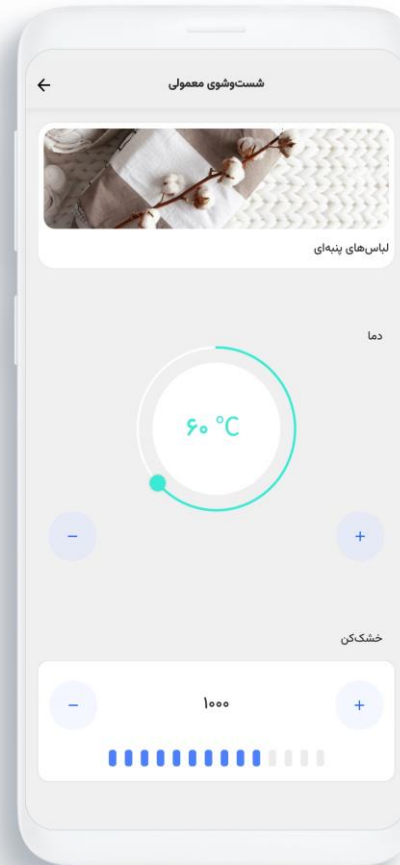 شست‌وشوی معمولی
لباس‌های پنبه‌ای
دما
۶۰ °C
+ −
خشک‌کن
+ ۱۰۰۰ −